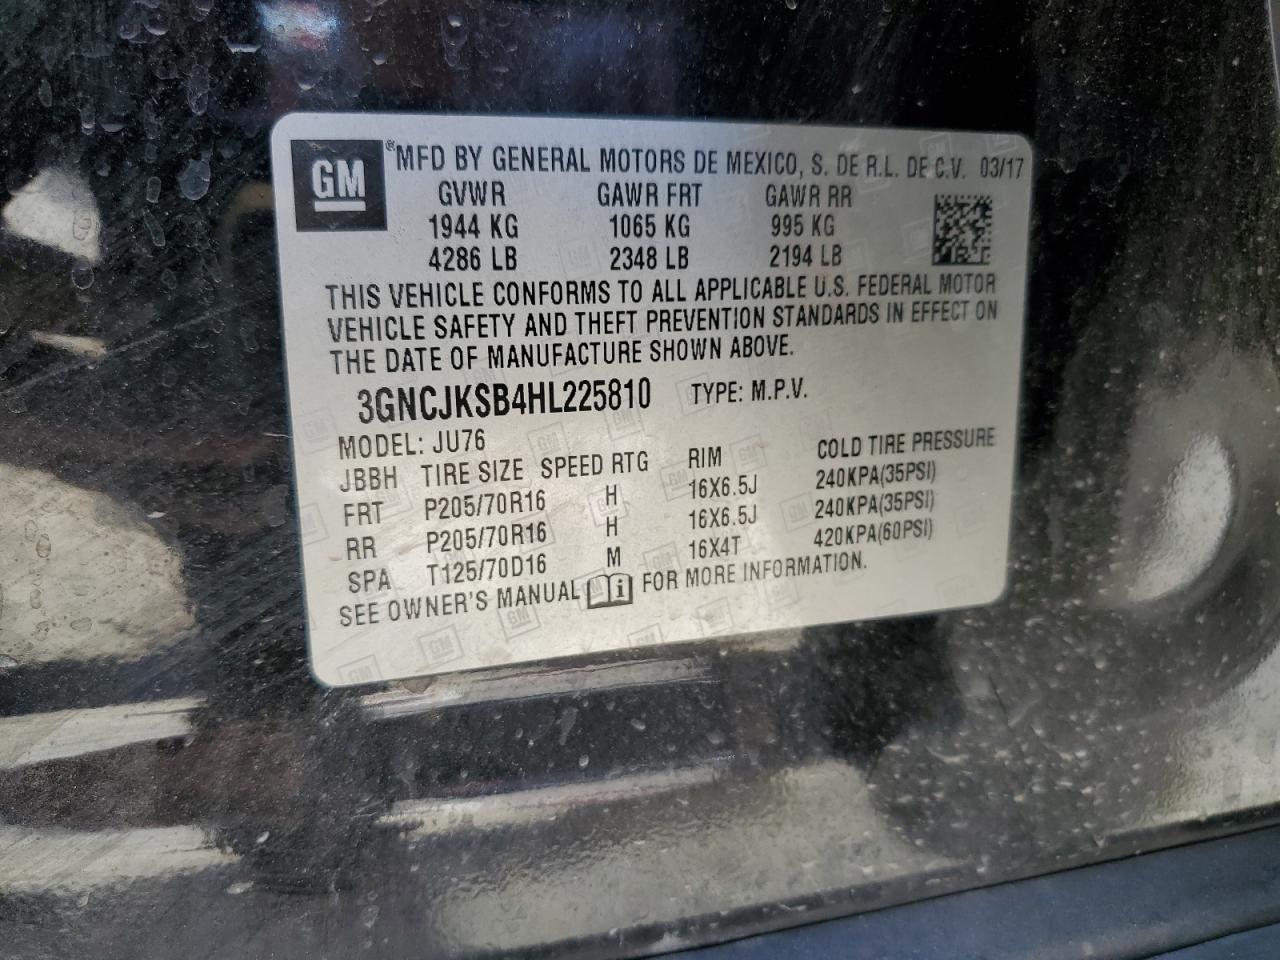 GM ® MFD BY GENERAL MOTORS DE MEXICO, S. DE R.L. DE C.V. 03/17
GVWR GAWR FRT GAWR RR
1944 KG 1065 KG 995 KG
4286 LB 2348 LB 2194 LB
THIS VEHICLE CONFORMS TO ALL APPLICABLE U.S. FEDERAL MOTOR
VEHICLE SAFETY AND THEFT PREVENTION STANDARDS IN EFFECT ON
THE DATE OF MANUFACTURE SHOWN ABOVE.
3GNCJKSB4HL225810 TYPE: M.P.V.
MODEL: JU76
JBBH TIRE SIZE SPEED RTG RIM COLD TIRE PRESSURE
FRT P205/70R16 H 16X6.5J 240KPA(35PSI)
RR P205/70R16 H 16X6.5J 240KPA(35PSI)
SPA T125/70D16 M 16X4T 420KPA(60PSI)
SEE OWNER'S MANUAL i FOR MORE INFORMATION.